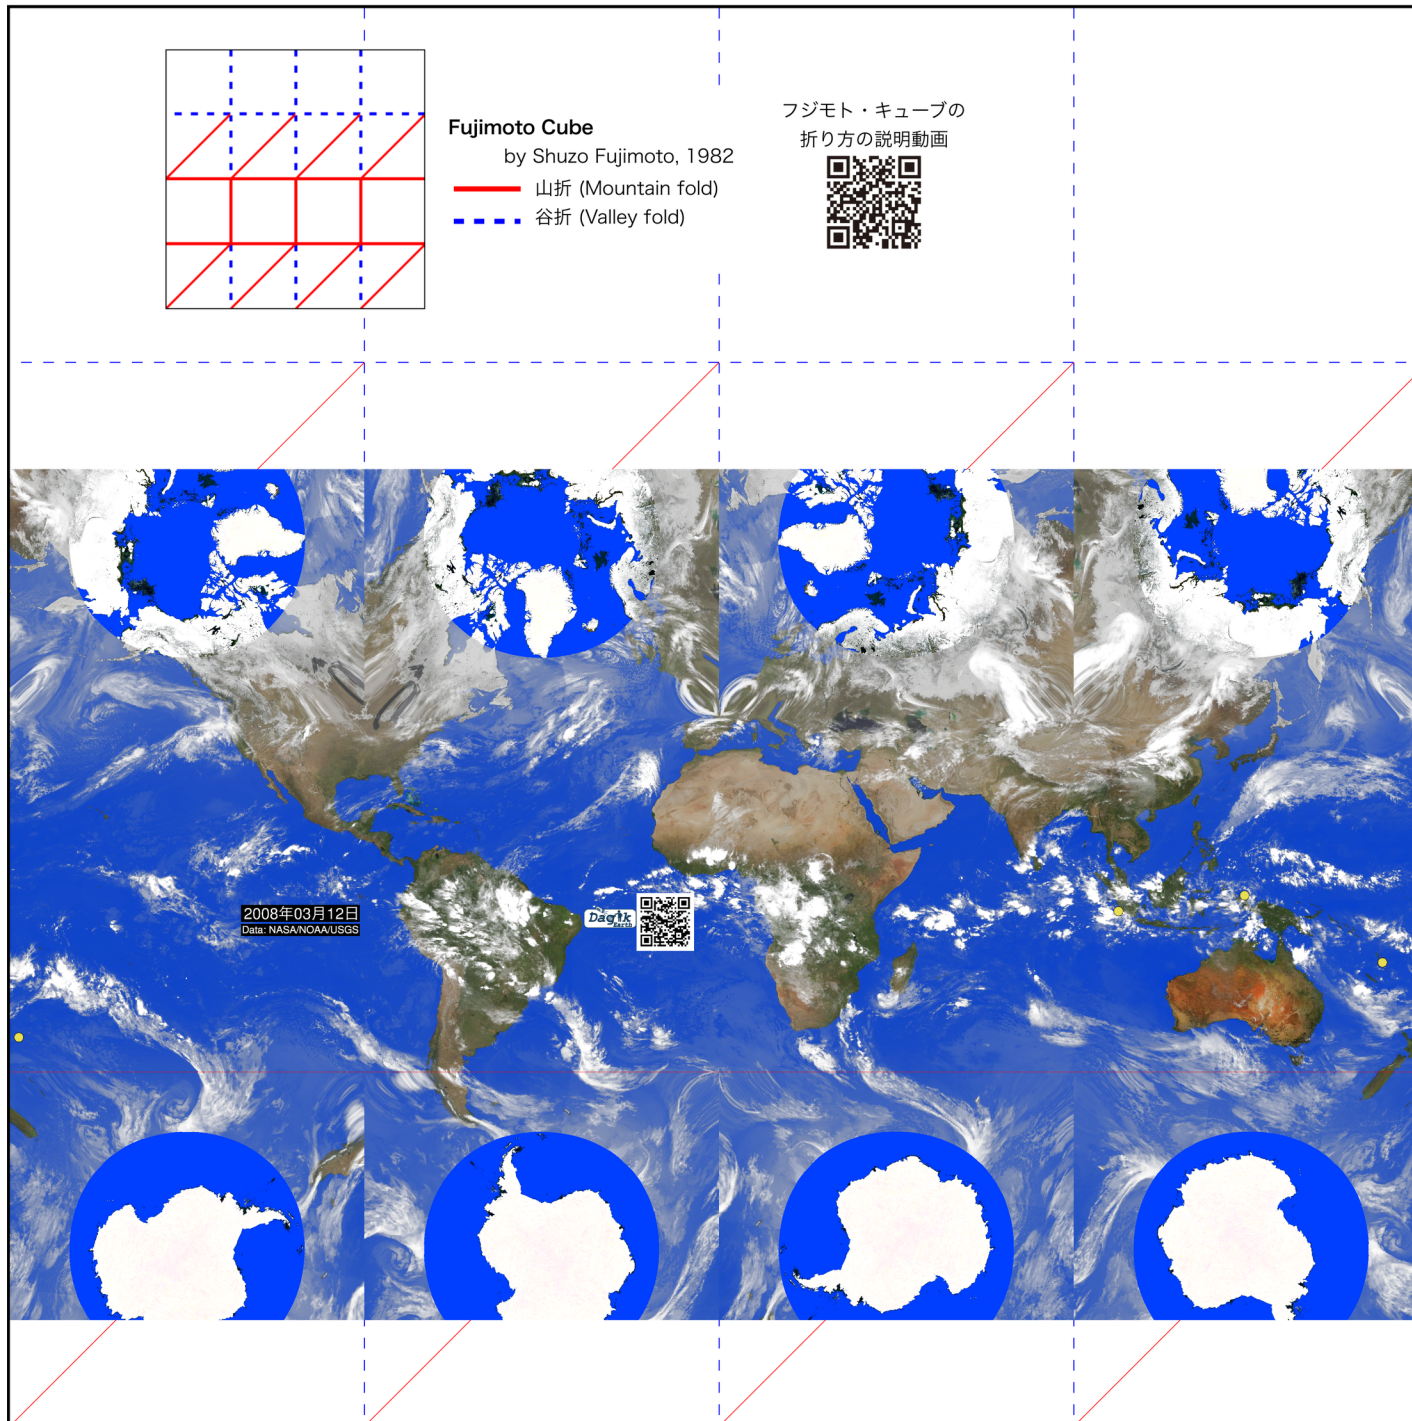 Fujimoto Cube
by Shuzo Fujimoto, 1982
山折 (Mountain fold)
谷折 (Valley fold)
フジモト・キューブの
折り方の説明動画
2008年03月12日
Data: NASA/NOAA/USGS
Dagik
Earth